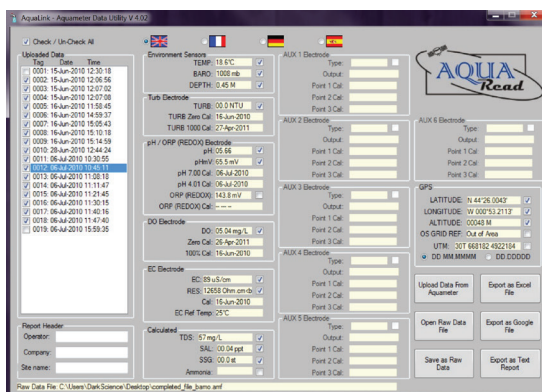 AquaLink - Aquameter Data Utility V 4.02
Check / Un-Check All
Uploaded Data
Tag Date Time
0001: 15-Jun-2010 12:30:18
0002: 15-Jun-2010 12:06:56
0003: 16-Jun-2010 12:07:02
0004: 16-Jun-2010 12:07:08
0005: 16-Jun-2010 11:58:45
0006: 16-Jun-2010 14:59:37
0007: 16-Jun-2010 15:05:43
0008: 16-Jun-2010 15:10:18
0009: 16-Jun-2010 15:14:59
0010: 28-Jun-2010 12:44:24
0011: 06-Jul-2010 10:30:55
0012: 06-Jul-2010 10:45:11
0013: 06-Jul-2010 11:08:18
0014: 06-Jul-2010 11:11:47
0015: 06-Jul-2010 11:21:45
0016: 06-Jul-2010 11:30:15
0017: 06-Jul-2010 11:40:16
0018: 06-Jul-2010 11:47:40
0019: 06-Jul-2010 15:59:35
Report Header
Operator:
Company:
Site name:
Environment Sensors
TEMP: 18.6°C
BARO: 1008 mb
DEPTH: 0.45 M
Turb Electrode
TURB: 00.0 NTU
TURB Zero Cal: 16-Jun-2010
TURB 1000 Cal: 27-Apr-2011
pH / ORP (REDOX) Electrode
pH: 05.66
pHmV: 65.5 mV
pH 7.00 Cal: 06-Jul-2010
pH 4.01 Cal: 06-Jul-2010
ORP (REDOX): 143.8 mV
ORP (REDOX) Cal: -- --- --
DO Electrode
DO: 05.04 mg/L
Zero Cal: 26-Apr-2011
100% Cal: 16-Jun-2010
EC Electrode
EC: 89 uS/cm
RES: 12658 Ohm.cm<b
Cal: 16-Jun-2010
EC Ref Temp: 25°C
Calculated
TDS: 57 mg/L
SAL: 00.04 ppt
SSG: 00.0 st
Ammonia:
AUX 1 Electrode
Type:
Output:
Point 1 Cal:
Point 2 Cal:
Point 3 Cal:
AUX 2 Electrode
Type:
Output:
Point 1 Cal:
Point 2 Cal:
Point 3 Cal:
AUX 3 Electrode
Type:
Output:
Point 1 Cal:
Point 2 Cal:
Point 3 Cal:
AUX 4 Electrode
Type:
Output:
Point 1 Cal:
Point 2 Cal:
Point 3 Cal:
AUX 5 Electrode
Type:
Output:
Point 1 Cal:
Point 2 Cal:
Point 3 Cal:
AQUA
Read
AUX 6 Electrode
Type:
Output:
Point 1 Cal:
Point 2 Cal:
Point 3 Cal:
GPS
LATITUDE: N 44°26.0043'
LONGITUDE: W 000°53.2113'
ALTITUDE: 00048 M
OS GRID REF: Out of Area
UTM: 30T 668182 4922184
DD MM.MMMM DD.DDDDD
Upload Data From Aquameter
Export as Excel File
Open Raw Data File
Export as Google File
Save as Raw Data
Export as Text Report
Raw Data File: C:\Users\DarkScience\Desktop\completed_file_barno.amf